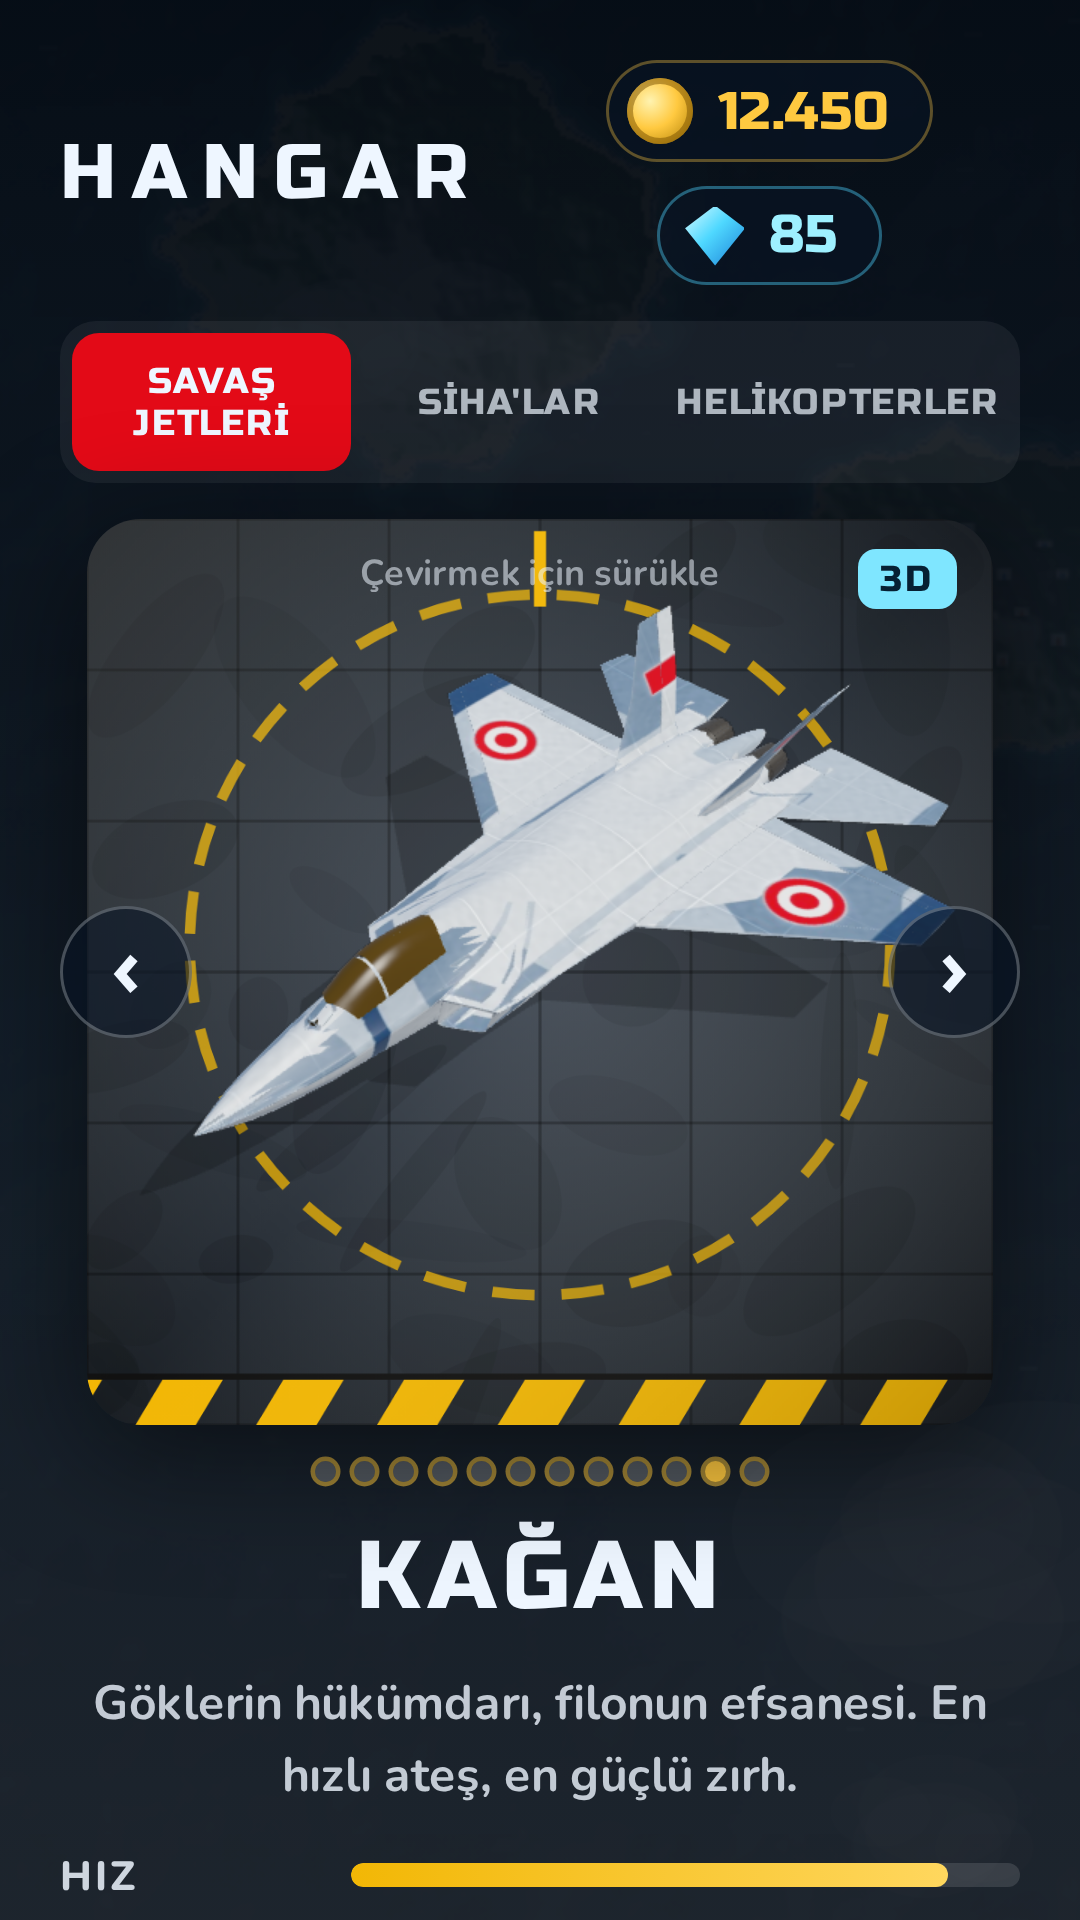 HANGAR
12.450
85
SAVAŞ
JETLERİ
SİHA'LAR
HELİKOPTERLER
Çevirmek için sürükle
3D
KAĞAN
Göklerin hükümdarı, filonun efsanesi. En
hızlı ateş, en güçlü zırh.
HIZ